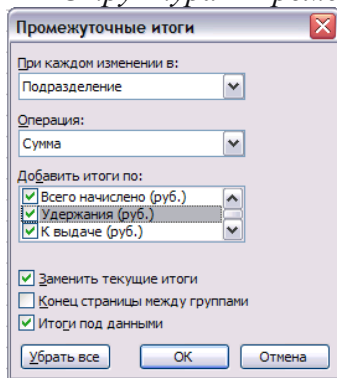 Промежуточные итоги
При каждом изменении в:
Подразделение
Операция:
Сумма
Добавить итоги по:
Всего начислено (руб.)
Удержания (руб.)
К выдаче (руб.)
Заменить текущие итоги
Конец страницы между группами
Итоги под данными
Убрать все ОК Отмена